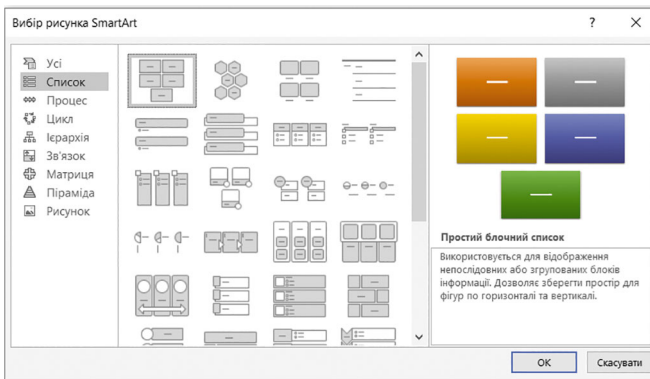 Вибір рисунка SmartArt
Усі
Список
Процес
Цикл
Ієрархія
Зв'язок
Матриця
Піраміда
Рисунок
Простий блочний список
Використовується для відображення
непослідовних або згрупованих блоків
інформації. Дозволяє зберегти простір для
фігур по горизонталі та вертикалі.
ОК
Скасувати